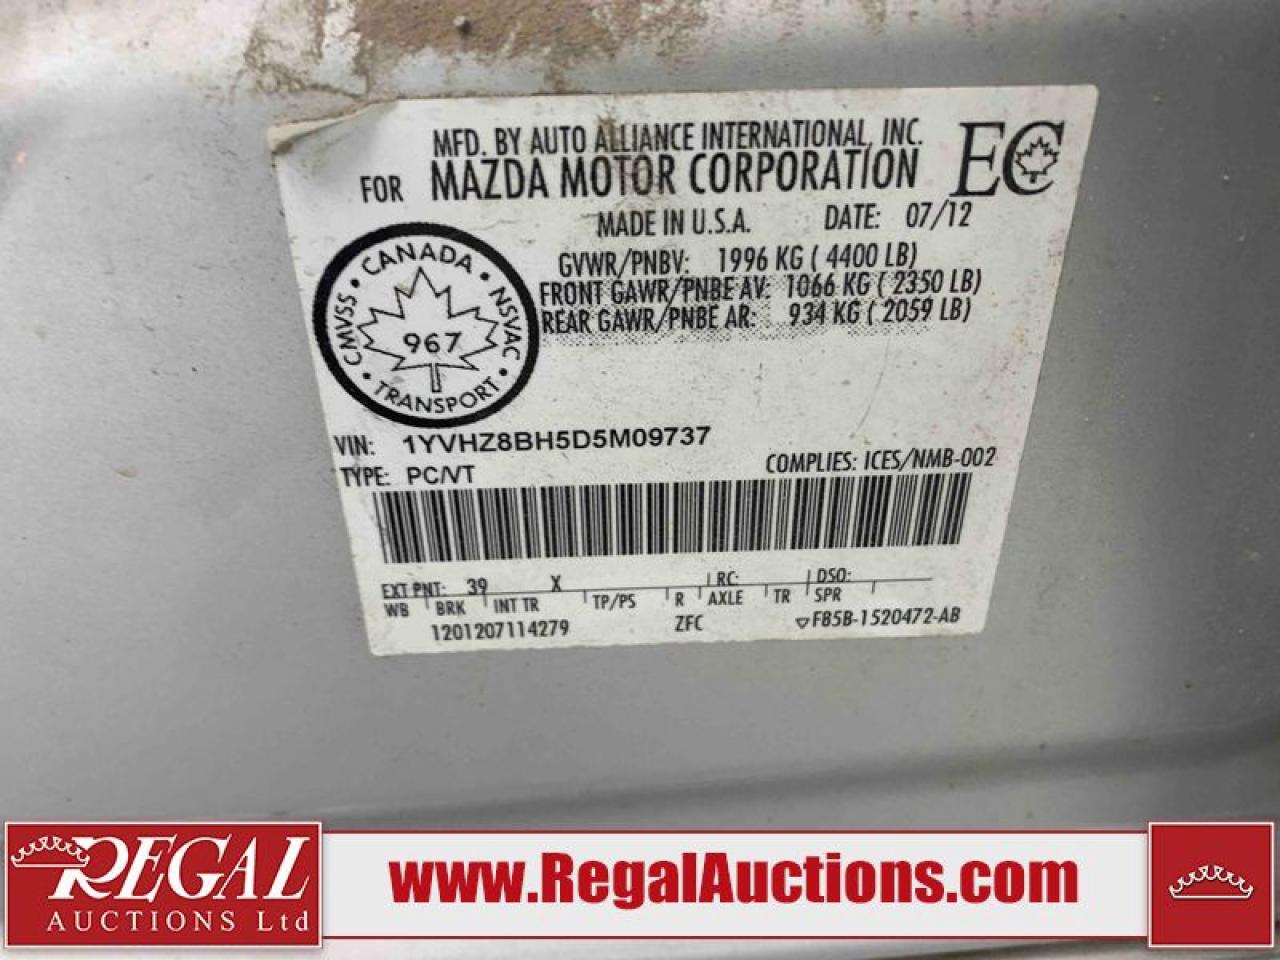 MFD. BY AUTO ALLIANCE INTERNATIONAL, INC.
FOR MAZDA MOTOR CORPORATION
EC
MADE IN U.S.A. DATE: 07/12
GVWR/PNBV: 1996 KG ( 4400 LB)
FRONT GAWR/PNBE AV: 1066 KG ( 2350 LB)
REAR GAWR/PNBE AR: 934 KG ( 2059 LB)
CMVSS • CANADA • NSVAC • TRANSPORT •
967
VIN: 1YVHZ8BH5D5M09737
TYPE: PC/VT COMPLIES: ICES/NMB-002
EXT PNT: 39 X RC: DSO:
WB BRK INT TR TP/PS R AXLE TR SPR
1201207114279 ZFC ▽F85B-1520472-AB
REGAL
AUCTIONS Ltd
www.RegalAuctions.com